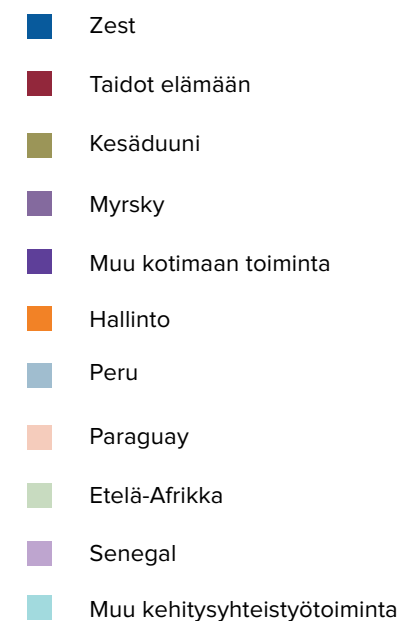 Zest
Taidot elämään
Kesäduuni
Myrsky
Muu kotimaan toiminta
Hallinto
Peru
Paraguay
Etelä-Afrikka
Senegal
Muu kehitysyhteistyötoiminta